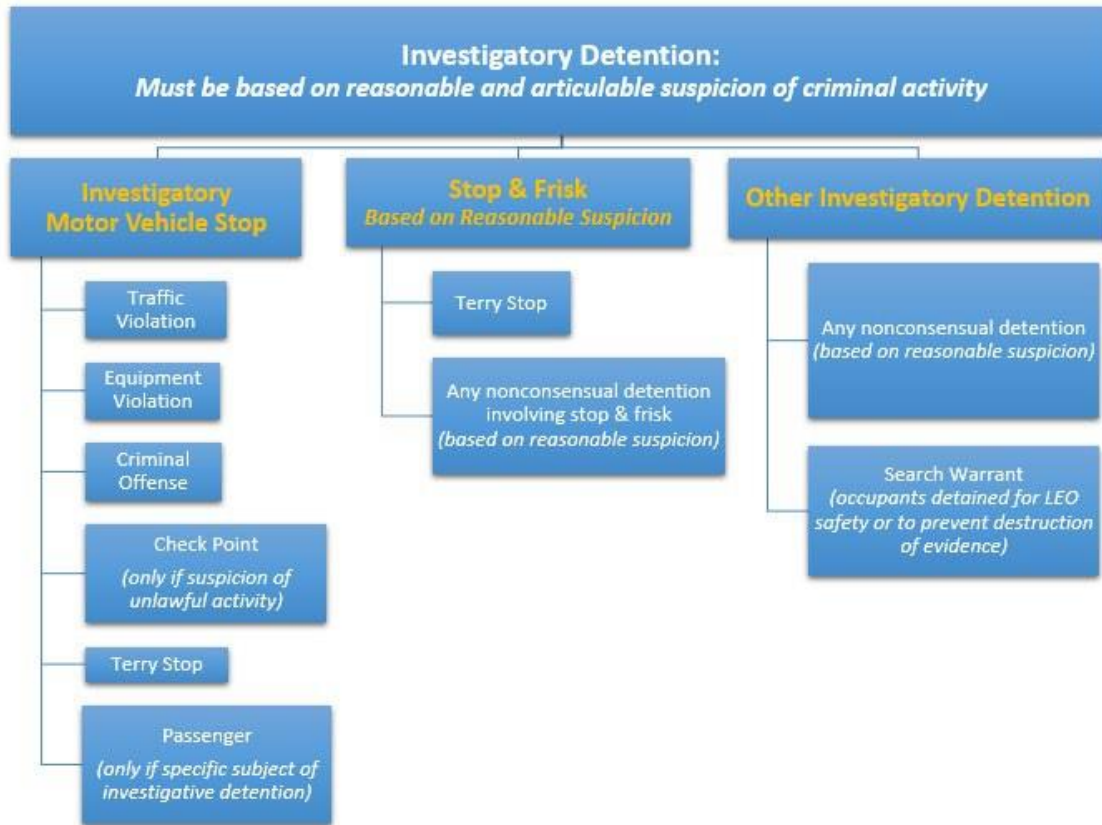 Investigatory Detention:
Must be based on reasonable and articulable suspicion of criminal activity
Investigatory
Motor Vehicle Stop
Traffic
Violation
Equipment
Violation
Criminal
Offense
Check Point
(only if suspicion of
unlawful activity)
Terry Stop
Passenger
(only if specific subject of
investigative detention)
Stop & Frisk
Based on Reasonable Suspicion
Terry Stop
Any nonconsensual detention
involving stop & frisk
(based on reasonable suspicion)
Other Investigatory Detention
Any nonconsensual detention
(based on reasonable suspicion)
Search Warrant
(occupants detained for LEO
safety or to prevent destruction
of evidence)